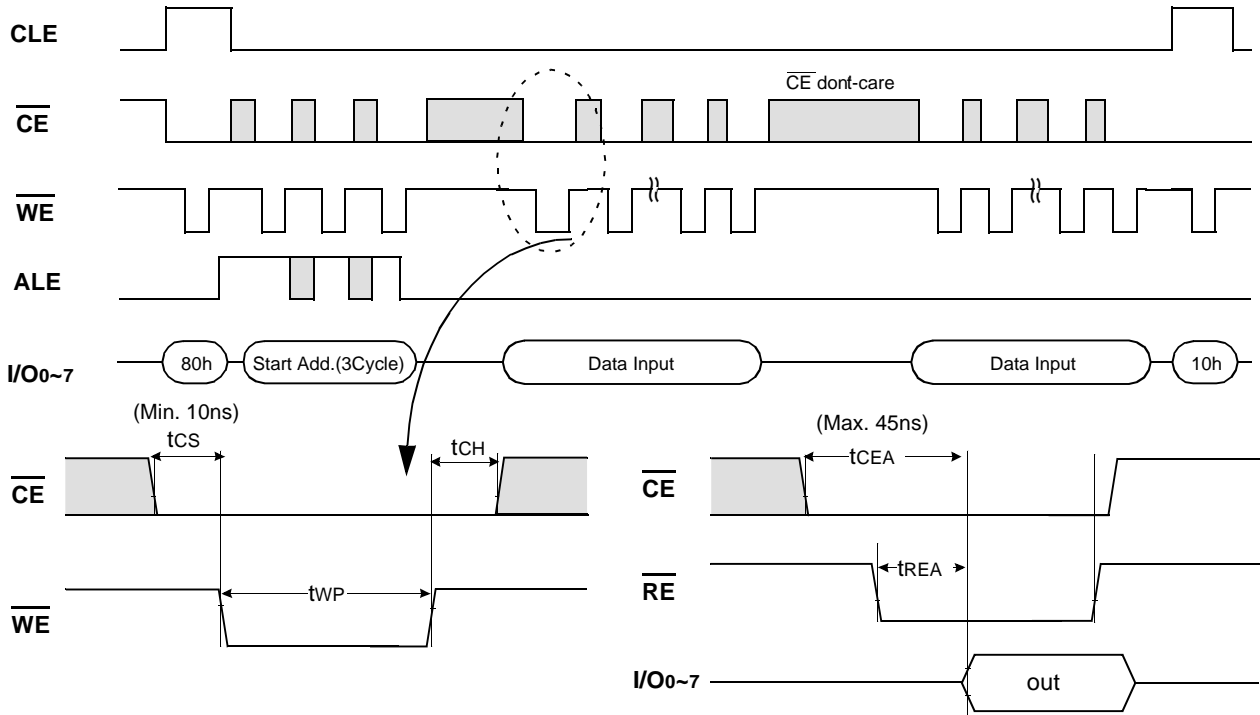 CLE
CE
CE dont-care
WE
ALE
I/O0~7
80h
Start Add.(3Cycle)
Data Input
Data Input
10h
(Min. 10ns)
tCS
tCH
CE
tWP
WE
(Max. 45ns)
tCEA
CE
tREA
RE
I/O0~7
out